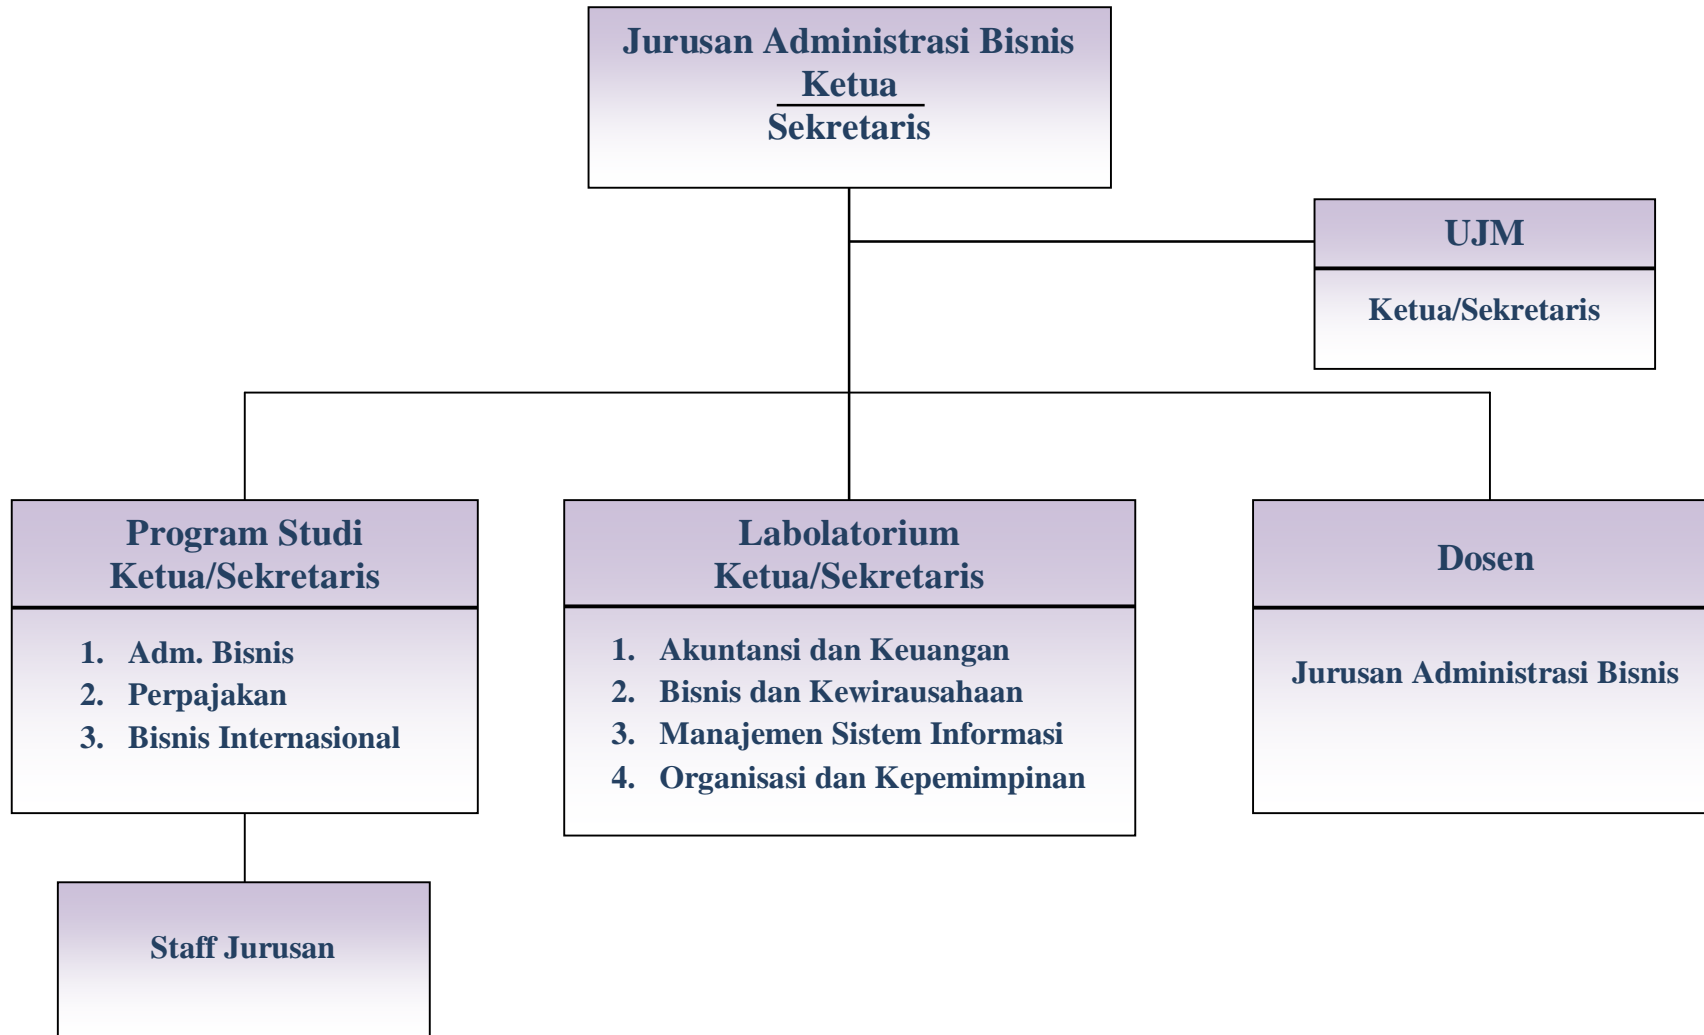 Jurusan Administrasi Bisnis
Ketua
Sekretaris
UJM
Ketua/Sekretaris
Program Studi
Ketua/Sekretaris
1. Adm. Bisnis
2. Perpajakan
3. Bisnis Internasional
Labolatorium
Ketua/Sekretaris
1. Akuntansi dan Keuangan
2. Bisnis dan Kewirausahaan
3. Manajemen Sistem Informasi
4. Organisasi dan Kepemimpinan
Dosen
Jurusan Administrasi Bisnis
Staff Jurusan